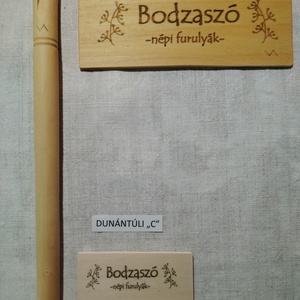 Bodzaszó
-népi furulyák-
DUNÁNTÚLI „C”
Bodzaszó
-népi furulyák-